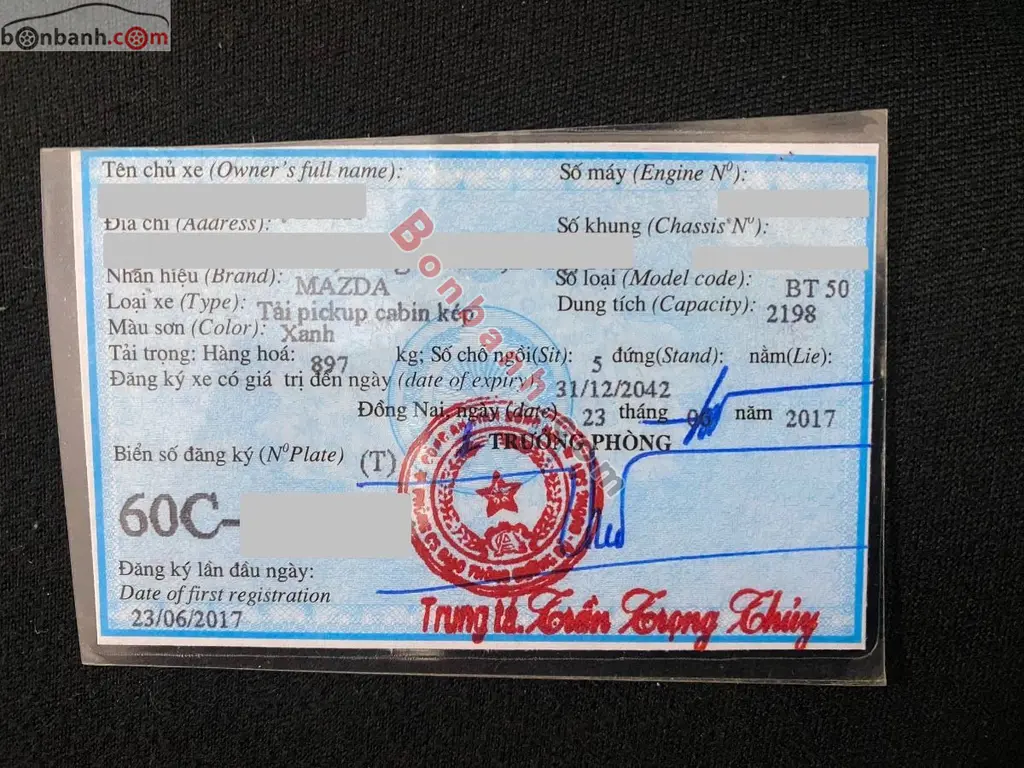 bonbanh.com
Tên chủ xe (Owner's full name):
Số máy (Engine N⁰):
Địa chỉ (Address):
Số khung (Chassis N⁰):
Nhãn hiệu (Brand): MAZDA
Số loại (Model code): BT 50
Loại xe (Type): Tải pickup cabin kép
Dung tích (Capacity): 2198
Màu sơn (Color): Xanh
Tải trọng: Hàng hoá: 897 kg; Số chỗ ngồi(Sit): 5 đứng(Stand): nằm(Lie):
Đăng ký xe có giá trị đến ngày (date of expiry) 31/12/2042
Đồng Nai, ngày (date) 23 tháng 06 năm 2017
TRƯỞNG PHÒNG
Biển số đăng ký (N⁰Plate) (T)
60C-
Đăng ký lần đầu ngày:
Date of first registration
23/06/2017
Trung tá. Trần Trọng Thủy
Bonbanh.com